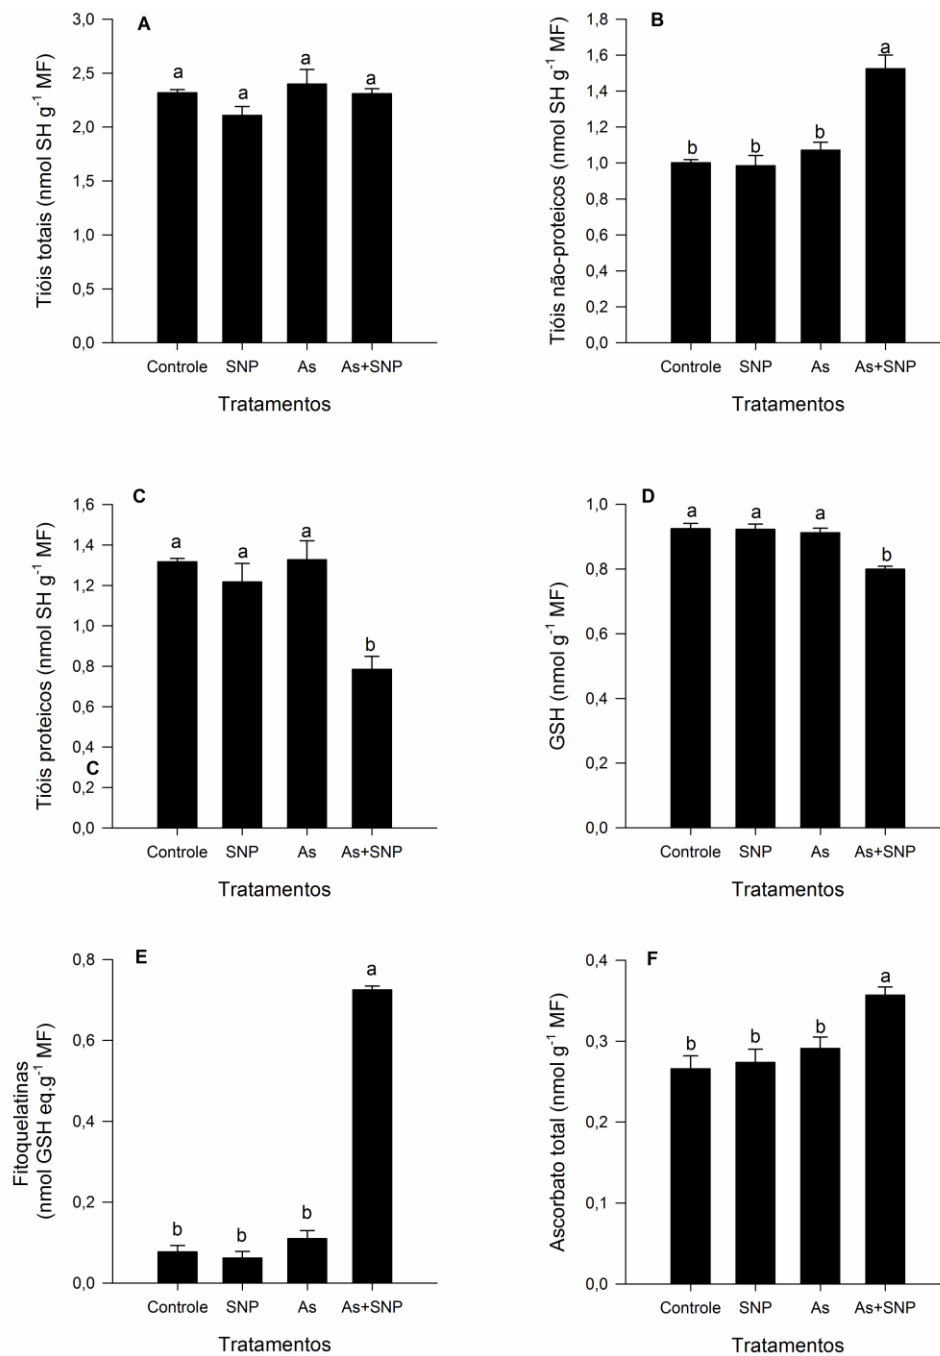 A
Tióis totais (nmol SH g⁻¹ MF)
3,0
2,5
2,0
1,5
1,0
0,5
0,0
a
a
a
a
Controle SNP As As+SNP
Tratamentos
B
Tióis não-proteicos (nmol SH g⁻¹ MF)
1,8
1,6
1,4
1,2
1,0
0,8
0,6
0,4
0,2
0,0
b
b
b
a
Controle SNP As As+SNP
Tratamentos
C
Tióis proteicos (nmol SH g⁻¹ MF)
1,6
1,4
1,2
1,0
0,8
0,6
0,4
C
0,2
0,0
a
a
a
b
Controle SNP As As+SNP
Tratamentos
D
GSH (nmol g⁻¹ MF)
1,0
0,8
0,6
0,4
0,2
0,0
a
a
a
b
Controle SNP As As+SNP
Tratamentos
E
Fitoquelatinas
(nmol GSH eq.g⁻¹ MF)
0,8
0,6
0,4
0,2
0,0
b
b
b
a
Controle SNP As As+SNP
Tratamentos
F
Ascorbato total (nmol g⁻¹ MF)
0,4
0,3
0,2
0,1
0,0
b
b
b
a
Controle SNP As As+SNP
Tratamentos